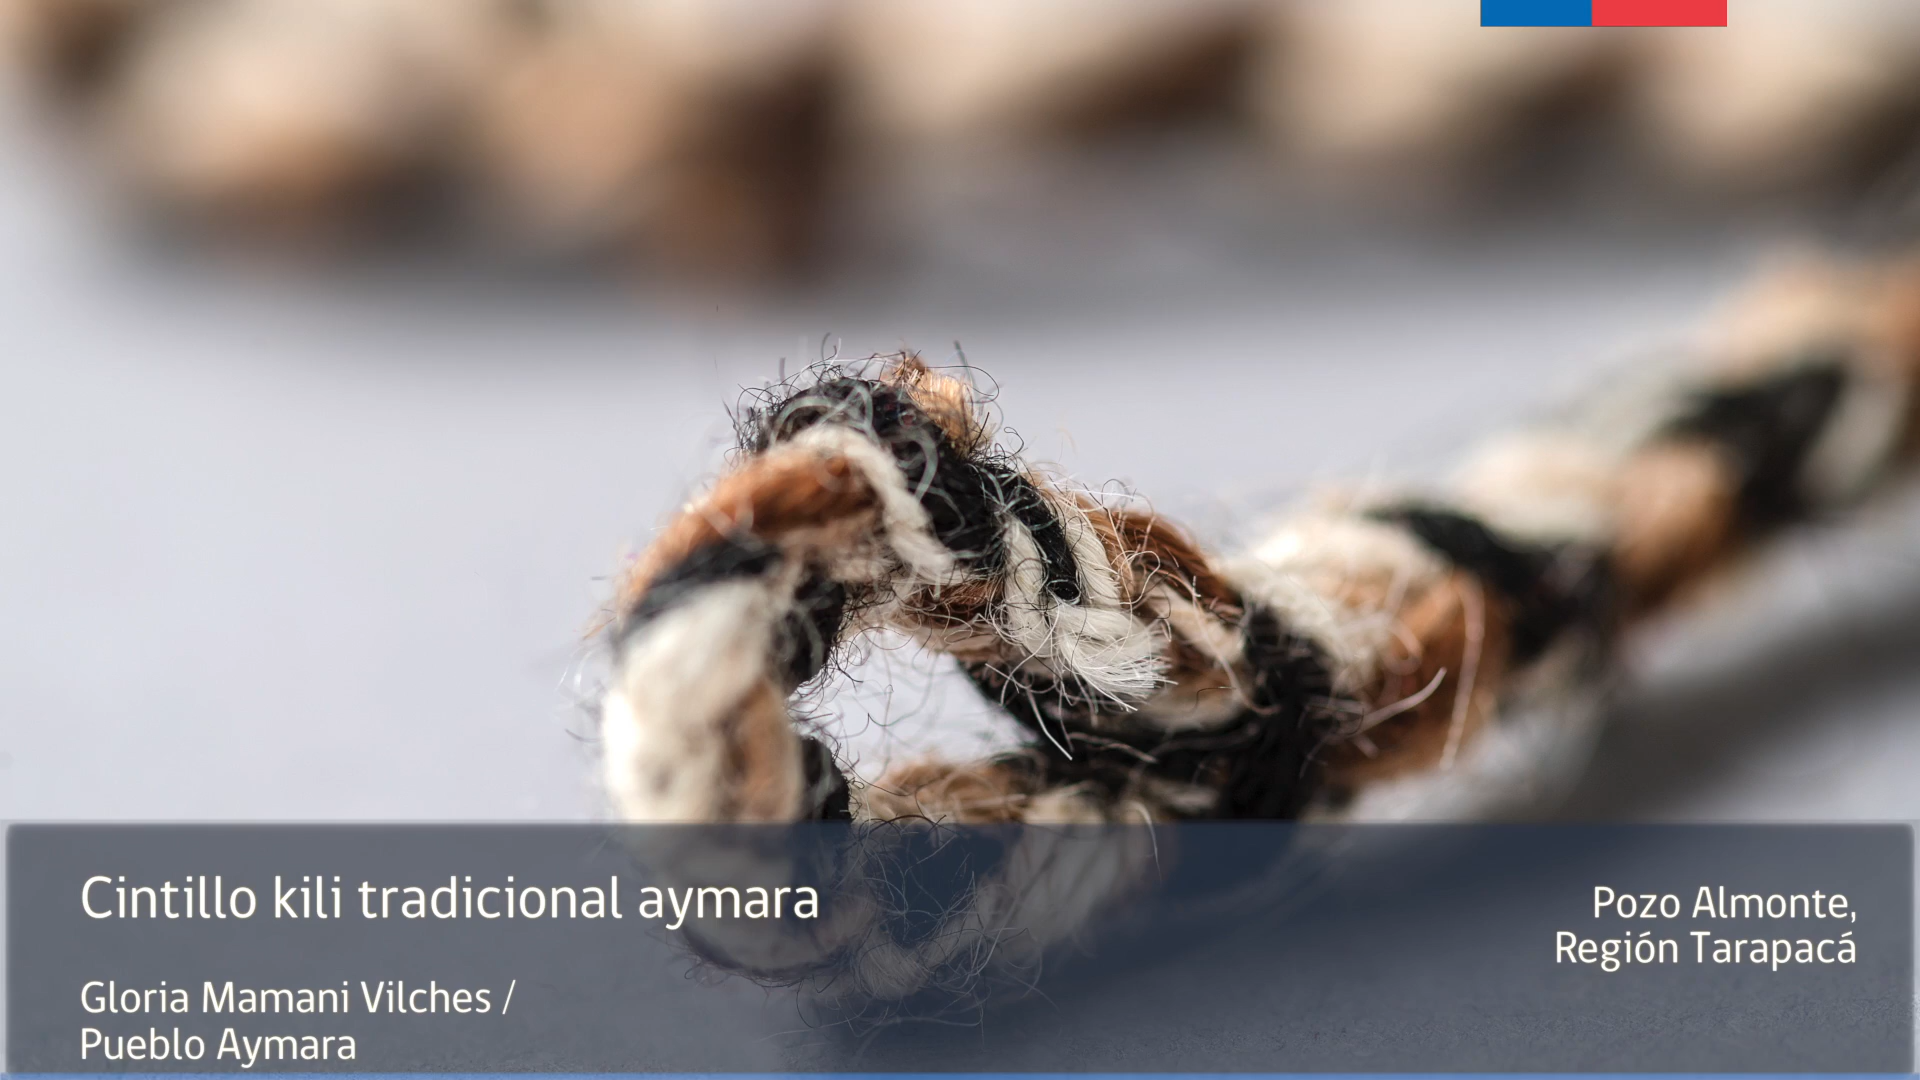 Cintillo kili tradicional aymara
Gloria Mamani Vilches /
Pueblo Aymara
Pozo Almonte,
Región Tarapacá